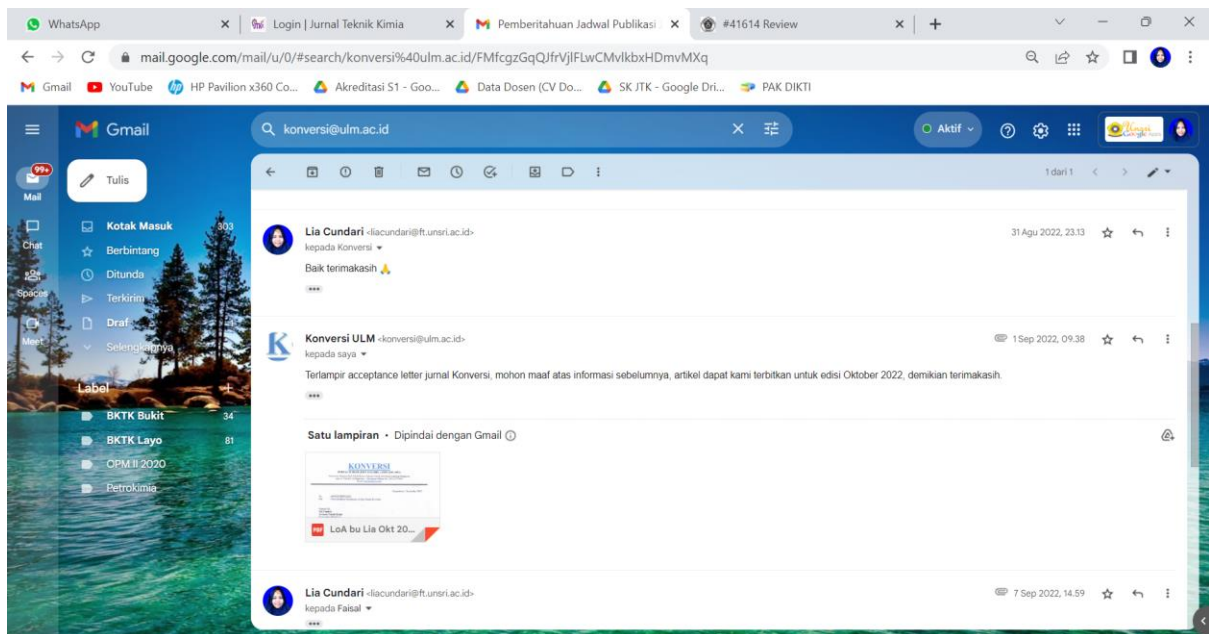 WhatsApp
Login | Jurnal Teknik Kimia
Pemberitahuan Jadwal Publikasi
#41614 Review
mail.google.com/mail/u/0/#search/konversi%40ulm.ac.id/FMfcgzGqQJfrVjlFLwCMvlkbxHDmvMXq
Gmail
YouTube
HP Pavilion x360 Co...
Akreditasi S1 - Goo...
Data Dosen (CV Do...
SK JTK - Google Dri...
PAK DIKTI
Gmail
konversi@ulm.ac.id
Aktif
99+
Mail
Chat
Spaces
Meet
Tulis
1 dari 1
Kotak Masuk 303
Berbintang
Ditunda
Terkirim
Draf
Selengkapnya
Label
BKTK Bukit 34
BKTK Layo 81
OPM II 2020
Petrokimia
Lia Cundari <liacundari@ft.unsri.ac.id> 31 Agu 2022, 23.13
kepada Konversi
Baik terimakasih 🙏
Konversi ULM <konversi@ulm.ac.id> 1 Sep 2022, 09.38
kepada saya
Terlampir acceptance letter jurnal Konversi, mohon maaf atas informasi sebelumnya, artikel dapat kami terbitkan untuk edisi Oktober 2022, demikian terimakasih.
Satu lampiran • Dipindai dengan Gmail
KONVERSI
PDF LoA bu Lia Okt 20...
Lia Cundari <liacundari@ft.unsri.ac.id> 7 Sep 2022, 14.59
kepada Faisal